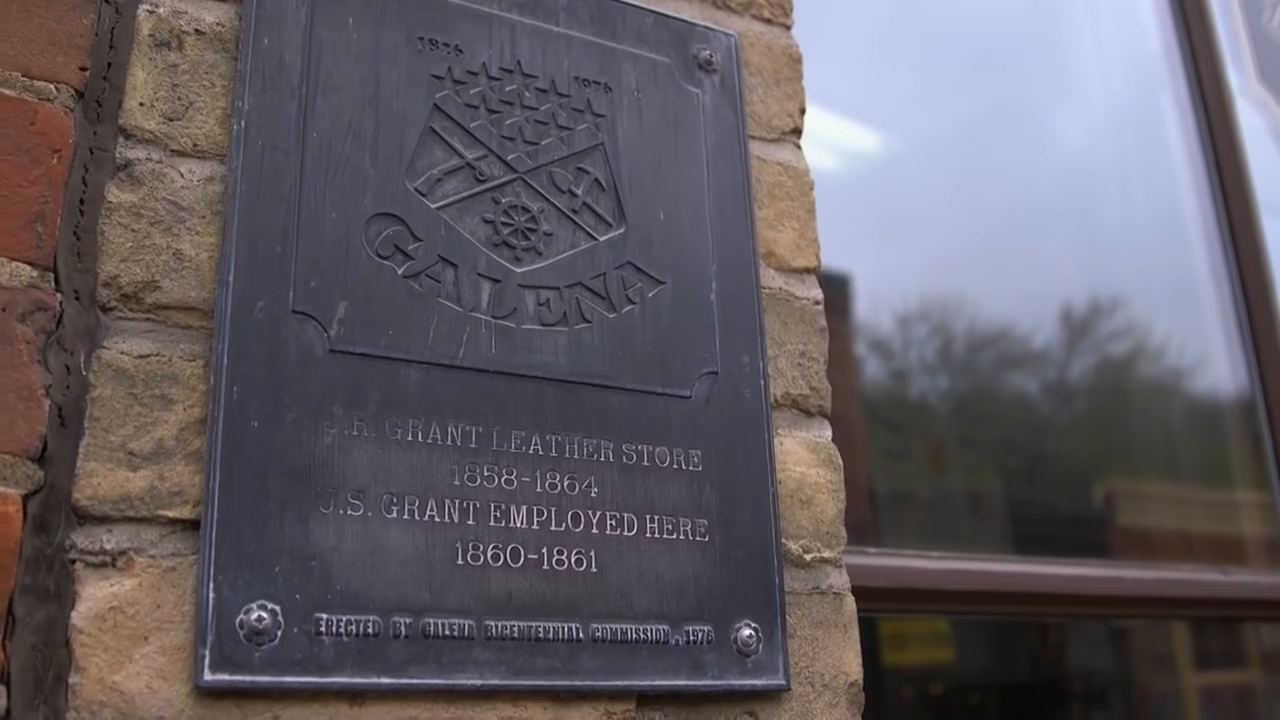 1826
1976
GALENA
J.R. GRANT LEATHER STORE
1858-1864
U.S. GRANT EMPLOYED HERE
1860-1861
ERECTED BY GALENA BICENTENNIAL COMMISSION . 1976